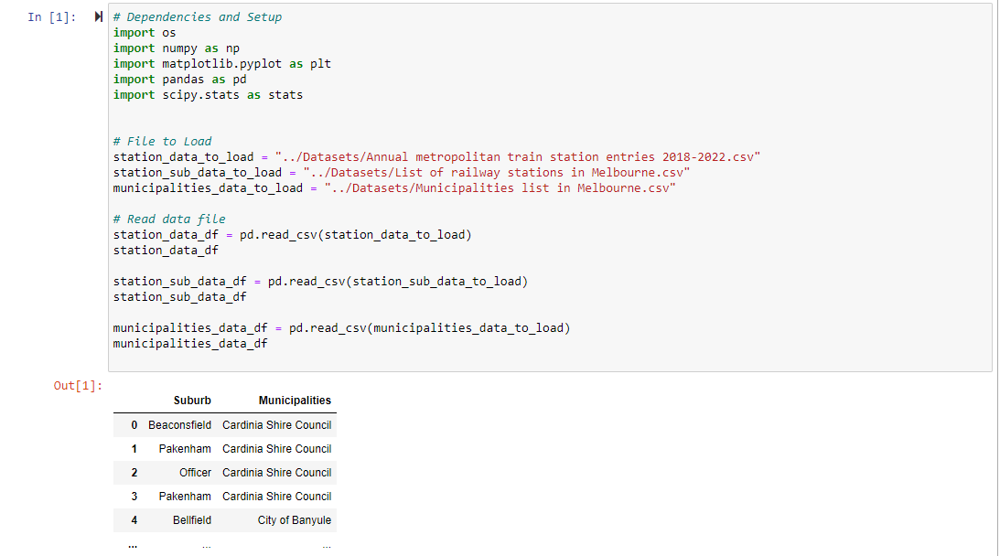 In [1]:
# Dependencies and Setup
import os
import numpy as np
import matplotlib.pyplot as plt
import pandas as pd
import scipy.stats as stats
# File to Load
station_data_to_load = "../Datasets/Annual metropolitan train station entries 2018-2022.csv"
station_sub_data_to_load = "../Datasets/List of railway stations in Melbourne.csv"
municipalities_data_to_load = "../Datasets/Municipalities list in Melbourne.csv"
# Read data file
station_data_df = pd.read_csv(station_data_to_load)
station_data_df
station_sub_data_df = pd.read_csv(station_sub_data_to_load)
station_sub_data_df
municipalities_data_df = pd.read_csv(municipalities_data_to_load)
municipalities_data_df
Out[1]:
Suburb Municipalities
0 Beaconsfield Cardinia Shire Council
1 Pakenham Cardinia Shire Council
2 Officer Cardinia Shire Council
3 Pakenham Cardinia Shire Council
4 Bellfield City of Banyule
... ... ...